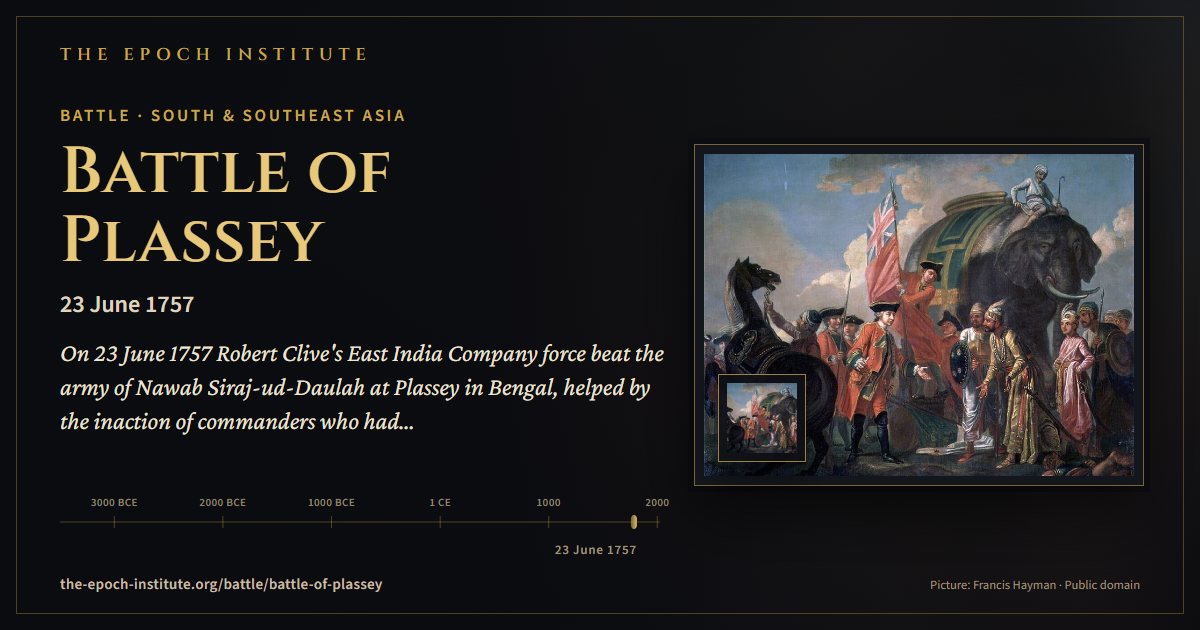 THE EPOCH INSTITUTE
BATTLE · SOUTH & SOUTHEAST ASIA
BATTLE OF
PLASSEY
23 June 1757
On 23 June 1757 Robert Clive's East India Company force beat the
army of Nawab Siraj-ud-Daulah at Plassey in Bengal, helped by
the inaction of commanders who had...
3000 BCE 2000 BCE 1000 BCE 1 CE 1000 2000
23 June 1757
the-epoch-institute.org/battle/battle-of-plassey
Picture: Francis Hayman · Public domain